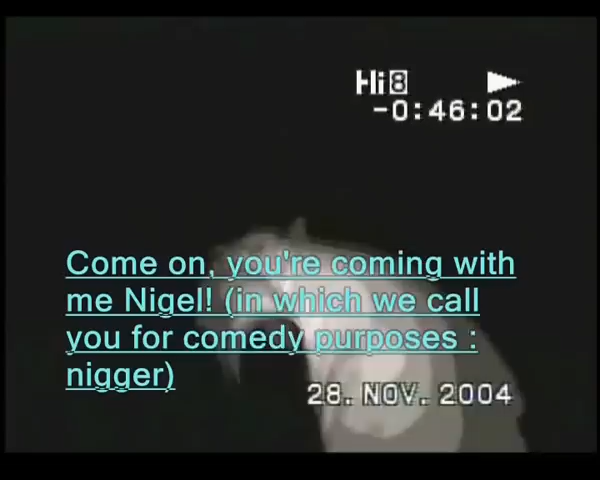 Hi8
-0:46:02
Come on, you're coming with
me Nigel! (in which we call
you for comedy purposes :
nigger)
28. NOV. 2004